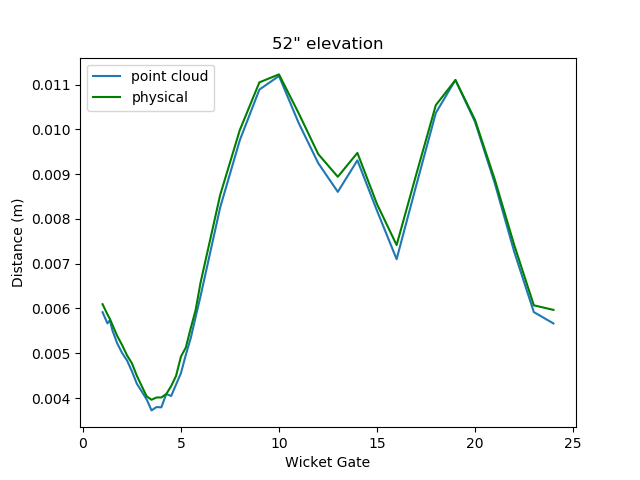 52" elevation
point cloud
physical
0.011
0.010
0.009
0.008
0.007
0.006
0.005
0.004
Distance (m)
0 5 10 15 20 25
Wicket Gate